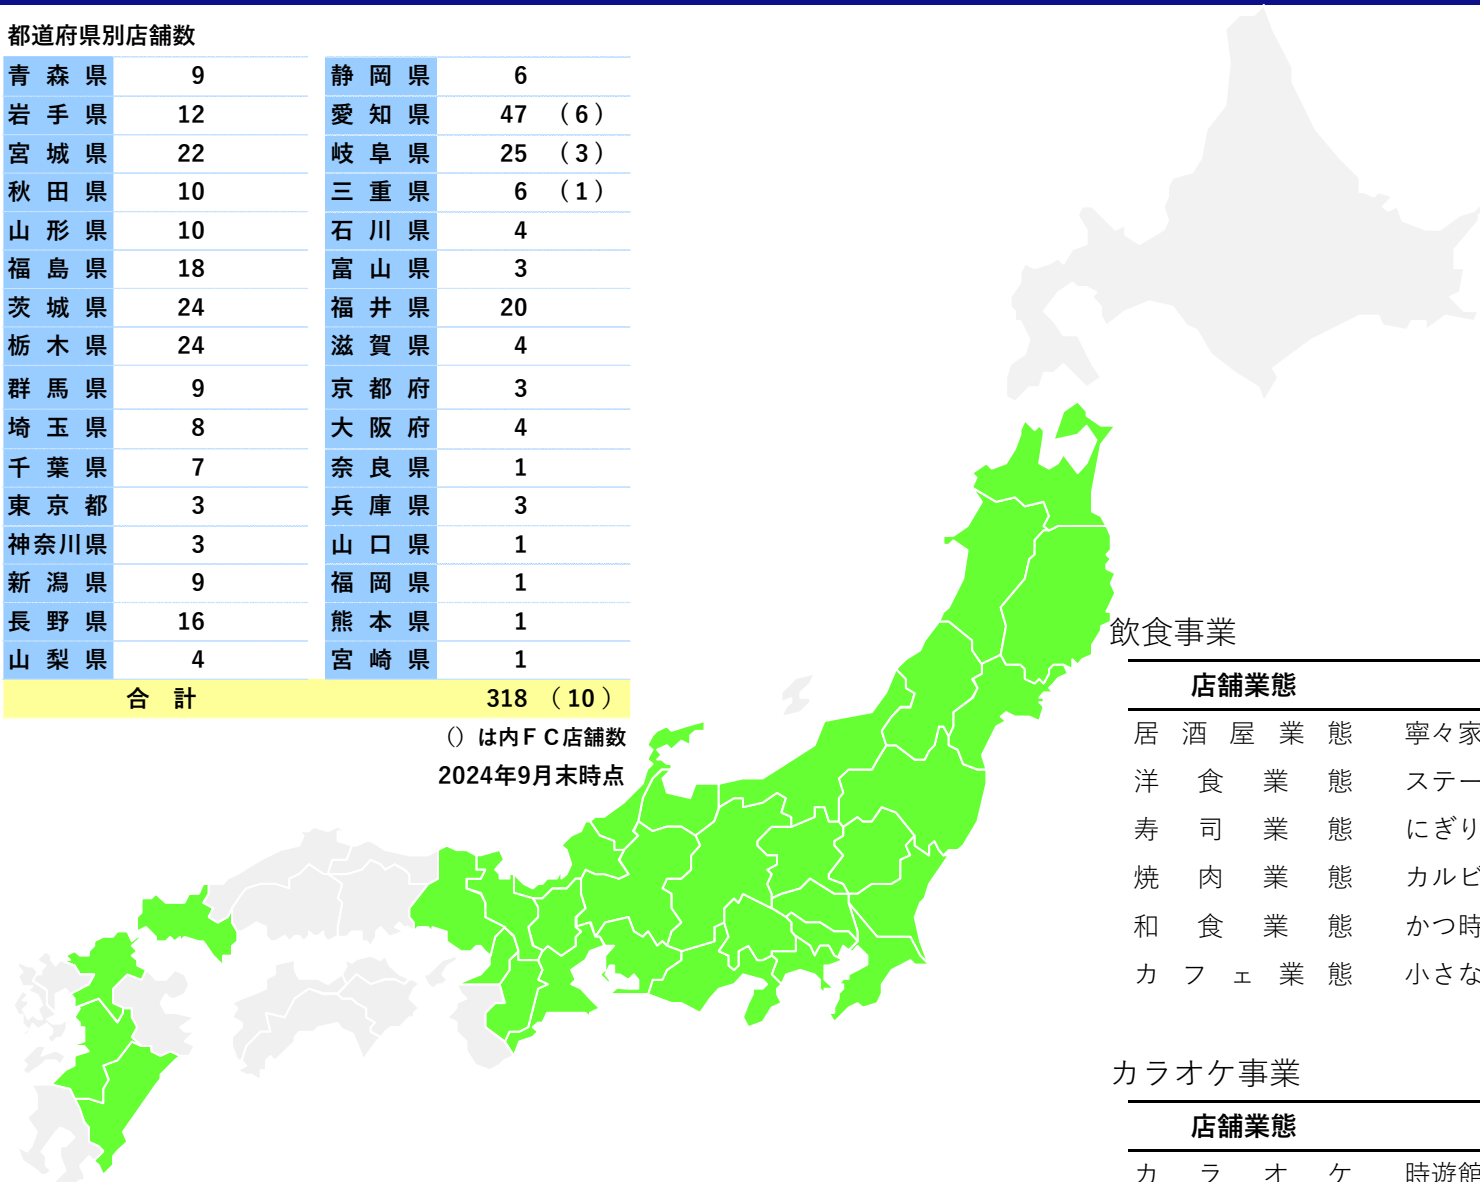 都道府県別店舗数
青森県 9 静岡県 6
岩手県 12 愛知県 47 （6）
宮城県 22 岐阜県 25 （3）
秋田県 10 三重県 6 （1）
山形県 10 石川県 4
福島県 18 富山県 3
茨城県 24 福井県 20
栃木県 24 滋賀県 4
群馬県 9 京都府 3
埼玉県 8 大阪府 4
千葉県 7 奈良県 1
東京都 3 兵庫県 3
神奈川県 3 山口県 1
新潟県 9 福岡県 1
長野県 16 熊本県 1
山梨県 4 宮崎県 1
合計 318 （10）
（）は内ＦＣ店舗数
2024年9月末時点
飲食事業
店舗業態
居酒屋業態 寧々家
洋食業態 ステー
寿司業態 にぎり
焼肉業態 カルビ
和食業態 かつ時
カフェ業態 小さな
カラオケ事業
店舗業態
カラオケ 時遊館